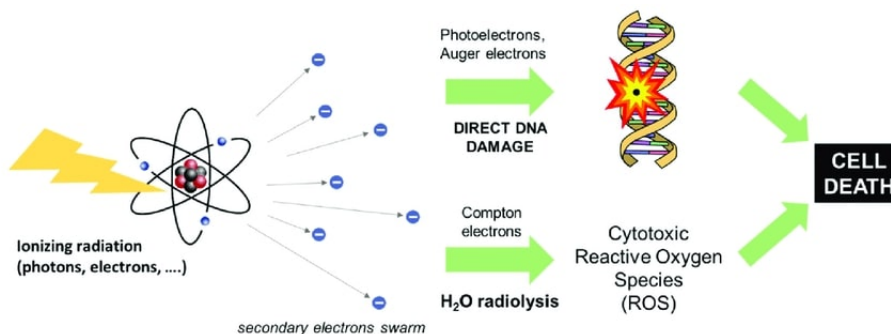 Photoelectrons,
Auger electrons
DIRECT DNA
DAMAGE
CELL
DEATH
Ionizing radiation
(photons, electrons, ....)
secondary electrons swarm
Compton
electrons
H₂O radiolysis
Cytotoxic
Reactive Oxygen
Species
(ROS)